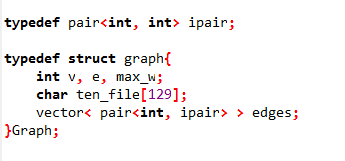 typedef pair<int, int> ipair;
typedef struct graph{
int v, e, max_w;
char ten_file[129];
vector< pair<int, ipair> > edges;
}Graph;